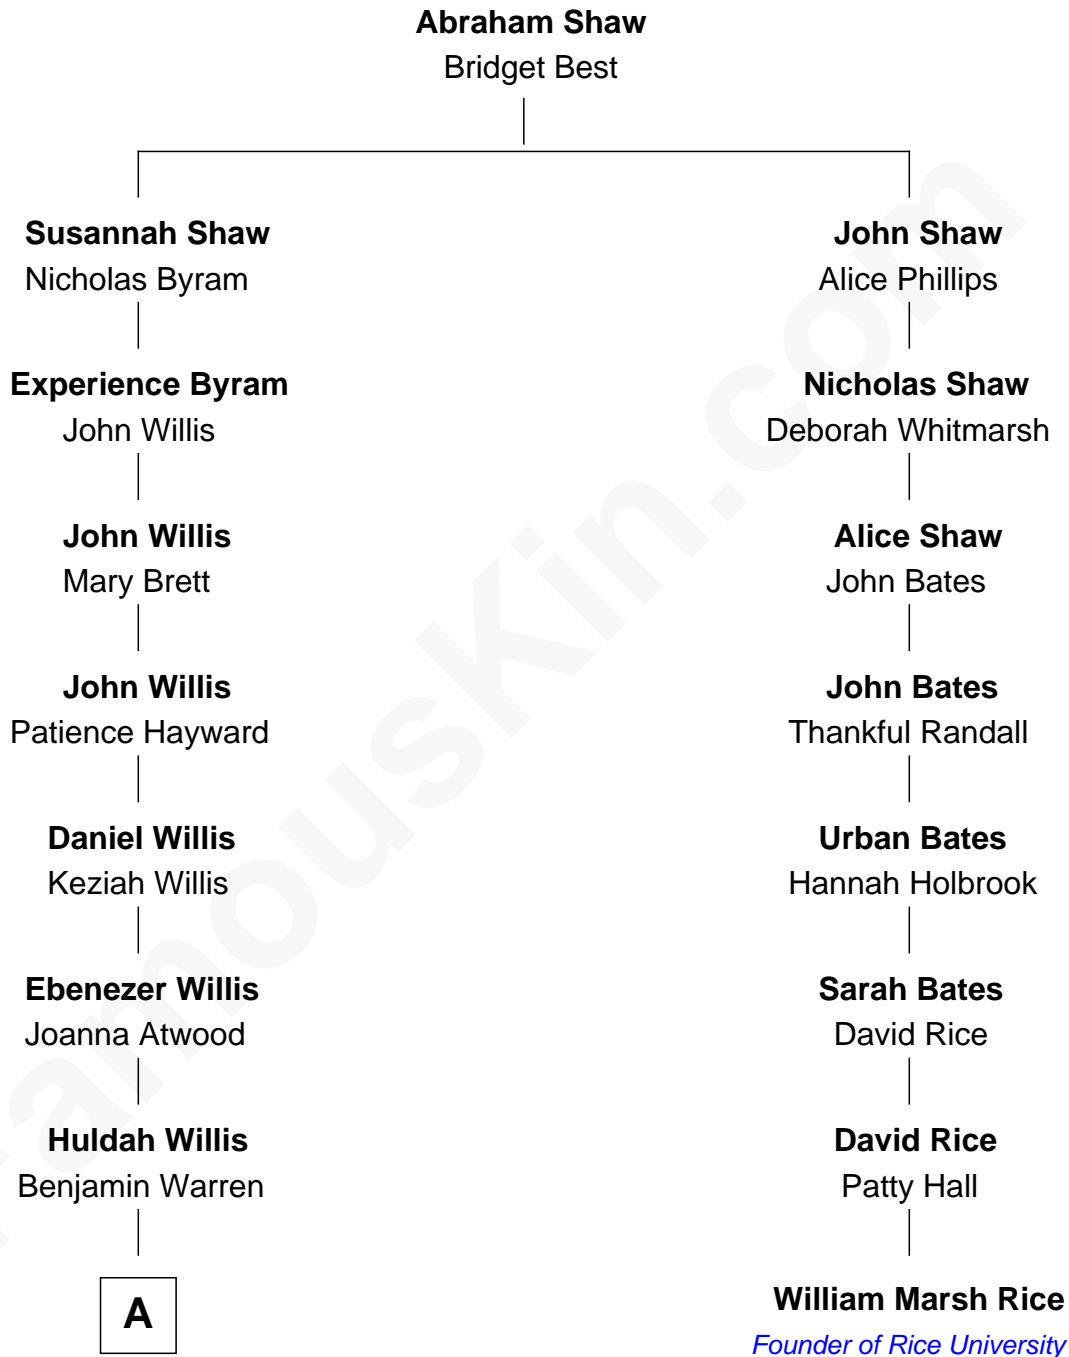 Abraham Shaw
Bridget Best
Susannah Shaw
Nicholas Byram
John Shaw
Alice Phillips
Experience Byram
John Willis
Nicholas Shaw
Deborah Whitmarsh
John Willis
Mary Brett
Alice Shaw
John Bates
John Willis
Patience Hayward
John Bates
Thankful Randall
Daniel Willis
Keziah Willis
Urban Bates
Hannah Holbrook
Ebenezer Willis
Joanna Atwood
Sarah Bates
David Rice
Huldah Willis
Benjamin Warren
David Rice
Patty Hall
A
William Marsh Rice
Founder of Rice University
FamousKin.com